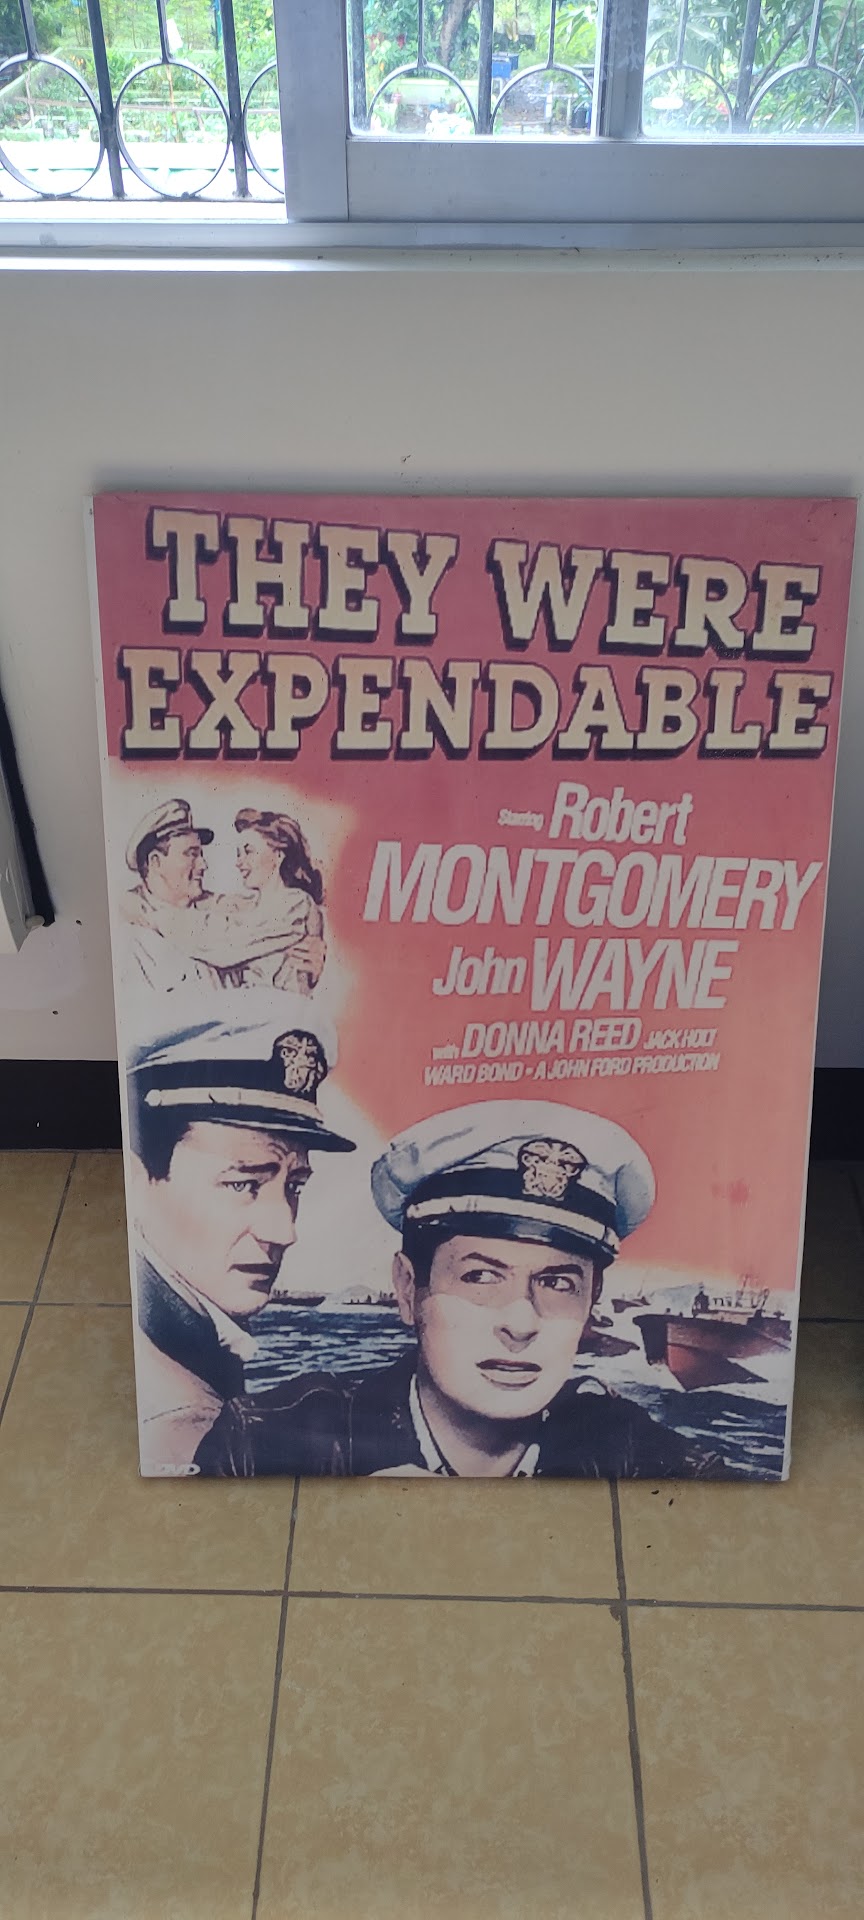 THEY WERE
EXPENDABLE
Starring Robert
MONTGOMERY
John WAYNE
with DONNA REED JACK HOLT
WARD BOND • A JOHN FORD PRODUCTION
DVD